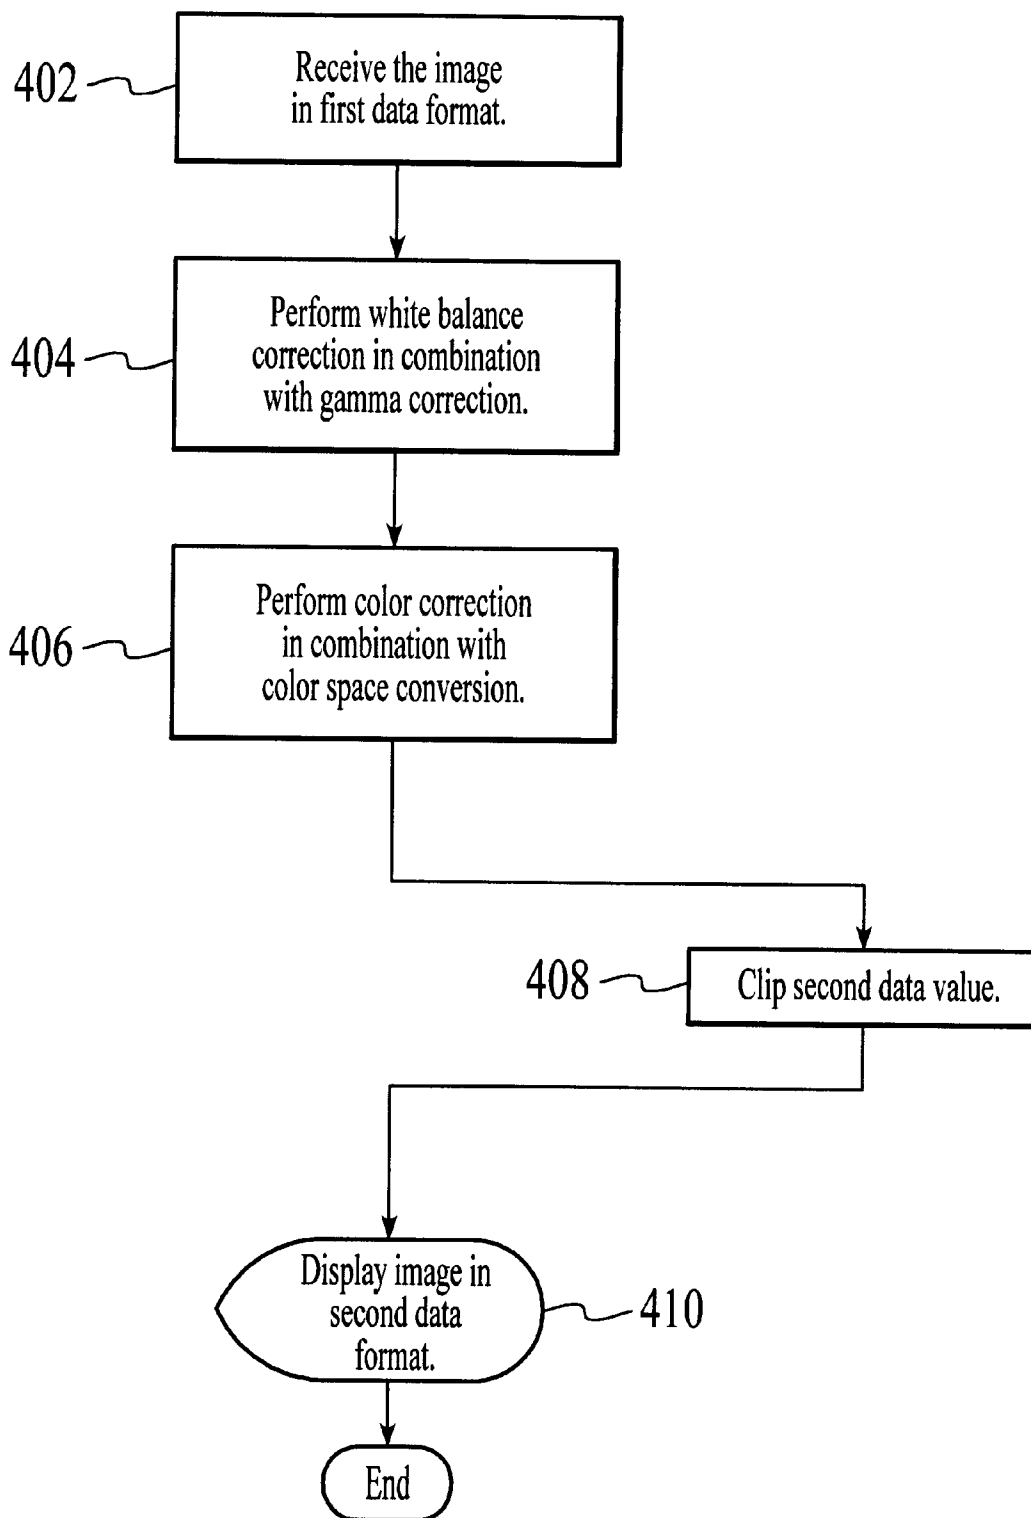 402
Receive the image
in first data format.
404
Perform white balance
correction in combination
with gamma correction.
406
Perform color correction
in combination with
color space conversion.
408
Clip second data value.
Display image in
second data
format.
410
End